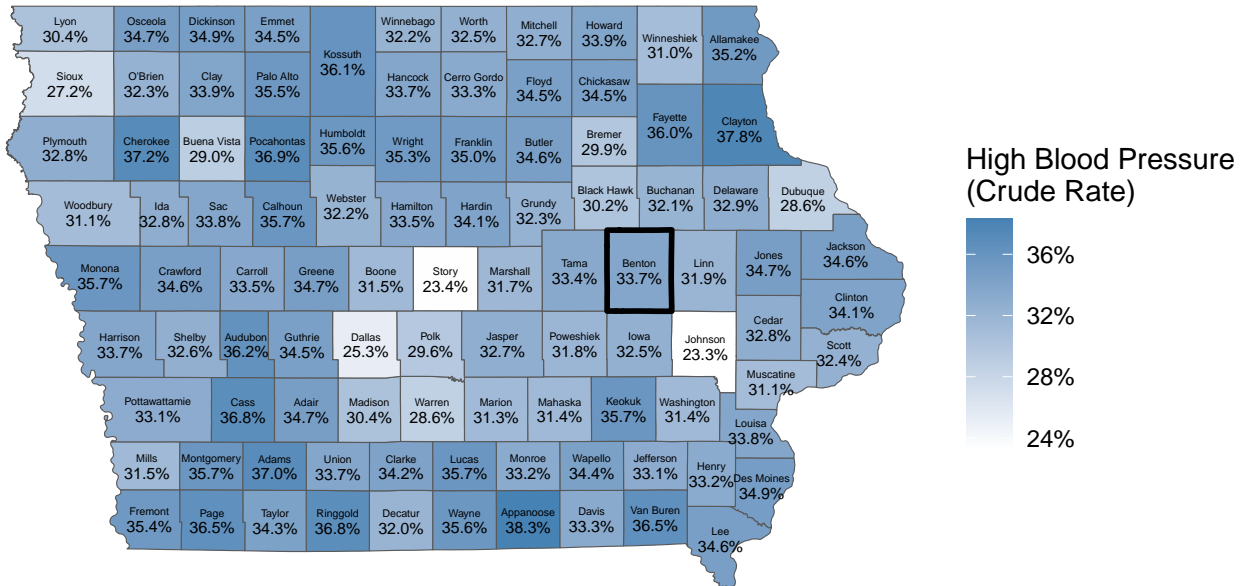 Lyon
30.4%
Osceola
34.7%
Dickinson
34.9%
Emmet
34.5%
Kossuth
36.1%
Winnebago
32.2%
Worth
32.5%
Mitchell
32.7%
Howard
33.9%
Winneshiek
31.0%
Allamakee
35.2%
Sioux
27.2%
O'Brien
32.3%
Clay
33.9%
Palo Alto
35.5%
Hancock
33.7%
Cerro Gordo
33.3%
Floyd
34.5%
Chickasaw
34.5%
Fayette
36.0%
Clayton
37.8%
Plymouth
32.8%
Cherokee
37.2%
Buena Vista
29.0%
Pocahontas
36.9%
Humboldt
35.6%
Wright
35.3%
Franklin
35.0%
Butler
34.6%
Bremer
29.9%
Woodbury
31.1%
Ida
32.8%
Sac
33.8%
Calhoun
35.7%
Webster
32.2%
Hamilton
33.5%
Hardin
34.1%
Grundy
32.3%
Black Hawk
30.2%
Buchanan
32.1%
Delaware
32.9%
Dubuque
28.6%
Monona
35.7%
Crawford
34.6%
Carroll
33.5%
Greene
34.7%
Boone
31.5%
Story
23.4%
Marshall
31.7%
Tama
33.4%
Benton
33.7%
Linn
31.9%
Jones
34.7%
Jackson
34.6%
Clinton
34.1%
Harrison
33.7%
Shelby
32.6%
Audubon
36.2%
Guthrie
34.5%
Dallas
25.3%
Polk
29.6%
Jasper
32.7%
Poweshiek
31.8%
Iowa
32.5%
Johnson
23.3%
Cedar
32.8%
Scott
32.4%
Muscatine
31.1%
Pottawattamie
33.1%
Cass
36.8%
Adair
34.7%
Madison
30.4%
Warren
28.6%
Marion
31.3%
Mahaska
31.4%
Keokuk
35.7%
Washington
31.4%
Louisa
33.8%
Mills
31.5%
Montgomery
35.7%
Adams
37.0%
Union
33.7%
Clarke
34.2%
Lucas
35.7%
Monroe
33.2%
Wapello
34.4%
Jefferson
33.1%
Henry
33.2%
Des Moines
34.9%
Fremont
35.4%
Page
36.5%
Taylor
34.3%
Ringgold
36.8%
Decatur
32.0%
Wayne
35.6%
Appanoose
38.3%
Davis
33.3%
Van Buren
36.5%
Lee
34.6%
High Blood Pressure
(Crude Rate)
36%
32%
28%
24%